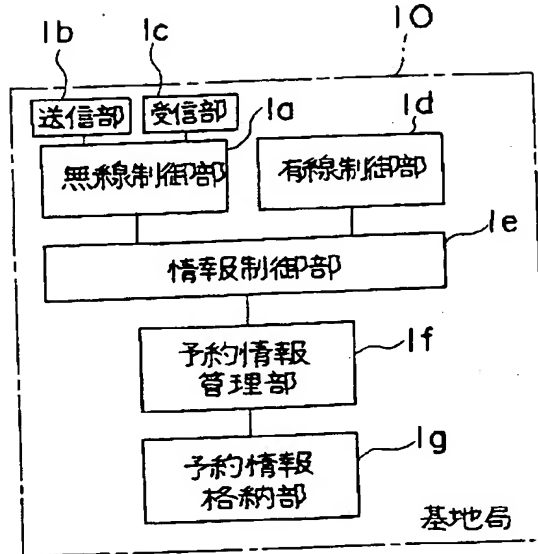 1b
1c
10
送信部
受信部
1a
1d
無線制御部
有線制御部
1e
情報制御部
予約情報
管理部
1f
予約情報
格納部
1g
基地局